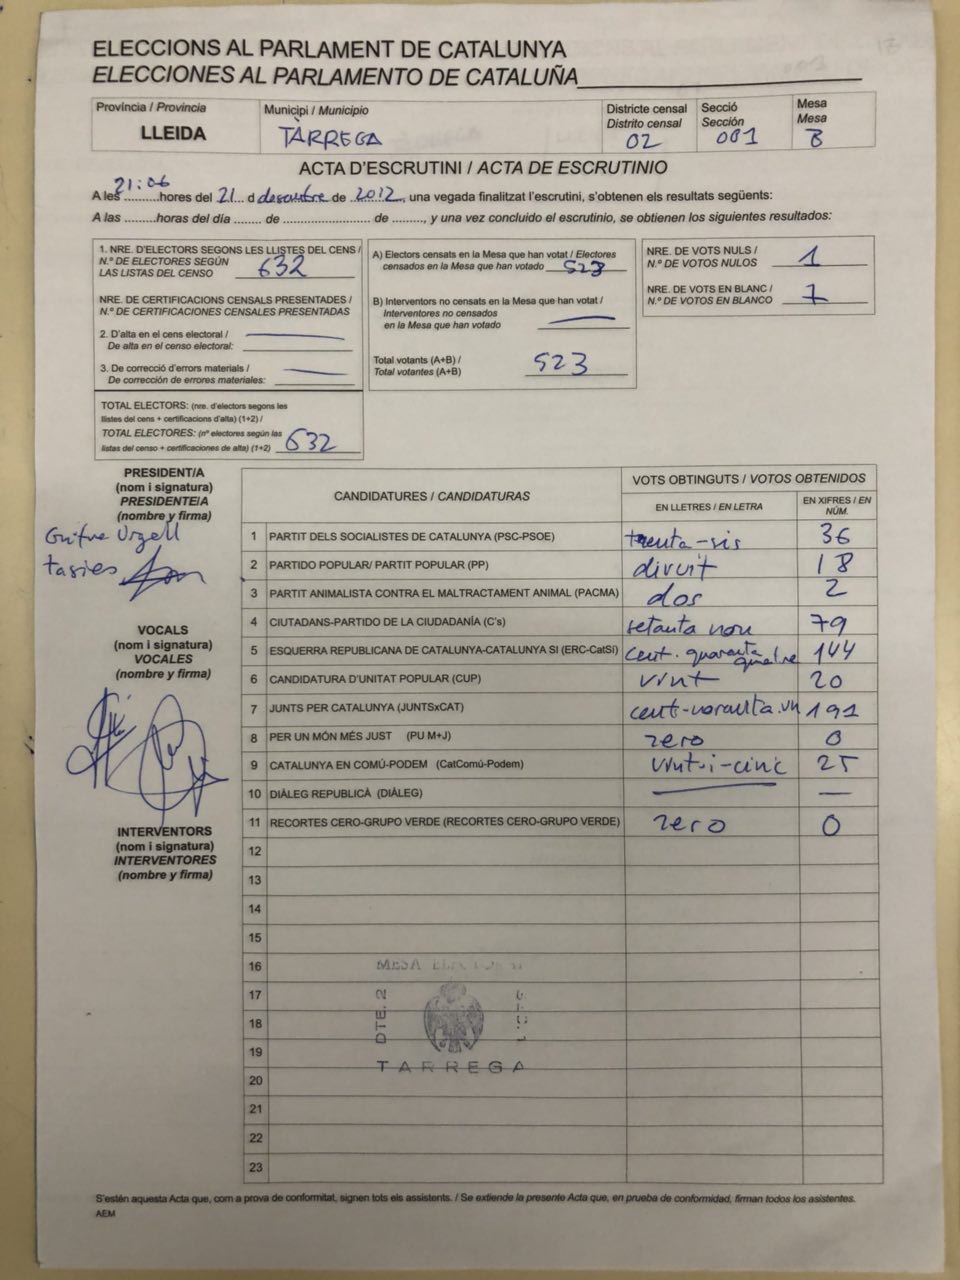 ELECCIONS AL PARLAMENT DE CATALUNYA
ELECCIONES AL PARLAMENTO DE CATALUÑA
Província / Provincia
LLEIDA
Municipi / Municipio
TARREGA
Districte censal
Distrito censal
02
Secció
Sección
001
Mesa
Mesa
B
ACTA D'ESCRUTINI / ACTA DE ESCRUTINIO
21:06
A les ..........hores del 21 d desembre de 2017, una vegada finalitzat l'escrutini, s'obtenen els resultats següents:
A las ..........horas del día ...... de .......................... de ........, y una vez concluido el escrutinio, se obtienen los siguientes resultados:
1. NRE. D'ELECTORS SEGONS LES LLISTES DEL CENS /
N.º DE ELECTORES SEGÚN
LAS LISTAS DEL CENSO 632
NRE. DE CERTIFICACIONS CENSALS PRESENTADES /
N.º DE CERTIFICACIONES CENSALES PRESENTADAS
2. D'alta en el cens electoral /
De alta en el censo electoral:
3. De correcció d'errors materials /
De corrección de errores materiales:
TOTAL ELECTORS: (nre. d'electors segons les
llistes del cens + certificacions d'alta) (1+2) /
TOTAL ELECTORES: (nº electores según las
listas del censo + certificaciones de alta) (1+2) 632
A) Electors censats en la Mesa que han votat / Electores
censados en la Mesa que han votado 523
B) Interventors no censats en la Mesa que han votat /
Interventores no censados
en la Mesa que han votado
Total votants (A+B) /
Total votantes (A+B) 523
NRE. DE VOTS NULS /
N.º DE VOTOS NULOS 1
NRE. DE VOTS EN BLANC /
N.º DE VOTOS EN BLANCO 7
PRESIDENT/A
(nom i signatura)
PRESIDENTE/A
(nombre y firma)
Guifre Urgell
tasies
VOCALS
(nom i signatura)
VOCALES
(nombre y firma)
INTERVENTORS
(nom i signatura)
INTERVENTORES
(nombre y firma)
CANDIDATURES / CANDIDATURAS
VOTS OBTINGUTS / VOTOS OBTENIDOS
EN LLETRES / EN LETRA
EN XIFRES / EN
NÚM.
1 PARTIT DELS SOCIALISTES DE CATALUNYA (PSC-PSOE) trenta-sis 36
2 PARTIDO POPULAR/ PARTIT POPULAR (PP) divuit 18
3 PARTIT ANIMALISTA CONTRA EL MALTRACTAMENT ANIMAL (PACMA) dos 2
4 CIUTADANS-PARTIDO DE LA CIUDADANÍA (C's) setanta nou 79
5 ESQUERRA REPUBLICANA DE CATALUNYA-CATALUNYA SÍ (ERC-CatSí) cent. quaranta quatre 144
6 CANDIDATURA D'UNITAT POPULAR (CUP) vint 20
7 JUNTS PER CATALUNYA (JUNTSxCAT) cent-noranta.un 191
8 PER UN MÓN MÉS JUST (PU M+J) zero 0
9 CATALUNYA EN COMÚ-PODEM (CatComú-Podem) vint-i-cinc 25
10 DIÀLEG REPUBLICÀ (DIÀLEG) —
11 RECORTES CERO-GRUPO VERDE (RECORTES CERO-GRUPO VERDE) zero 0
12
13
14
15
16
17
18
19
20
21
22
23
MESA
DTE. 2
TARREGA
S'estén aquesta Acta que, com a prova de conformitat, signen tots els assistents. / Se extiende la presente Acta que, en prueba de conformidad, firman todos los asistentes.
AEM